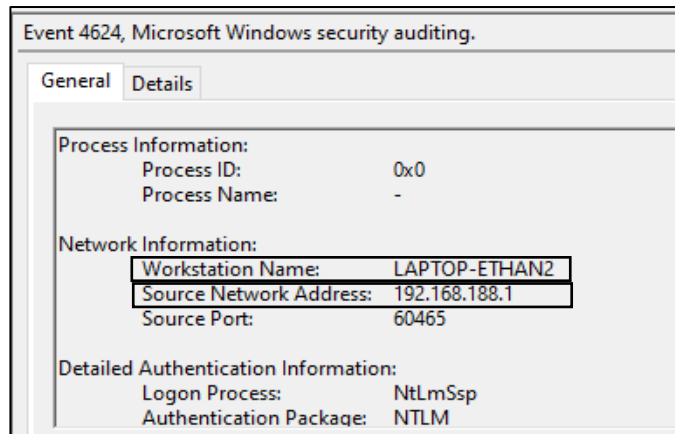 Event 4624, Microsoft Windows security auditing.
General Details
Process Information:
Process ID: 0x0
Process Name: -
Network Information:
Workstation Name: LAPTOP-ETHAN2
Source Network Address: 192.168.188.1
Source Port: 60465
Detailed Authentication Information:
Logon Process: NtLmSsp
Authentication Package: NTLM